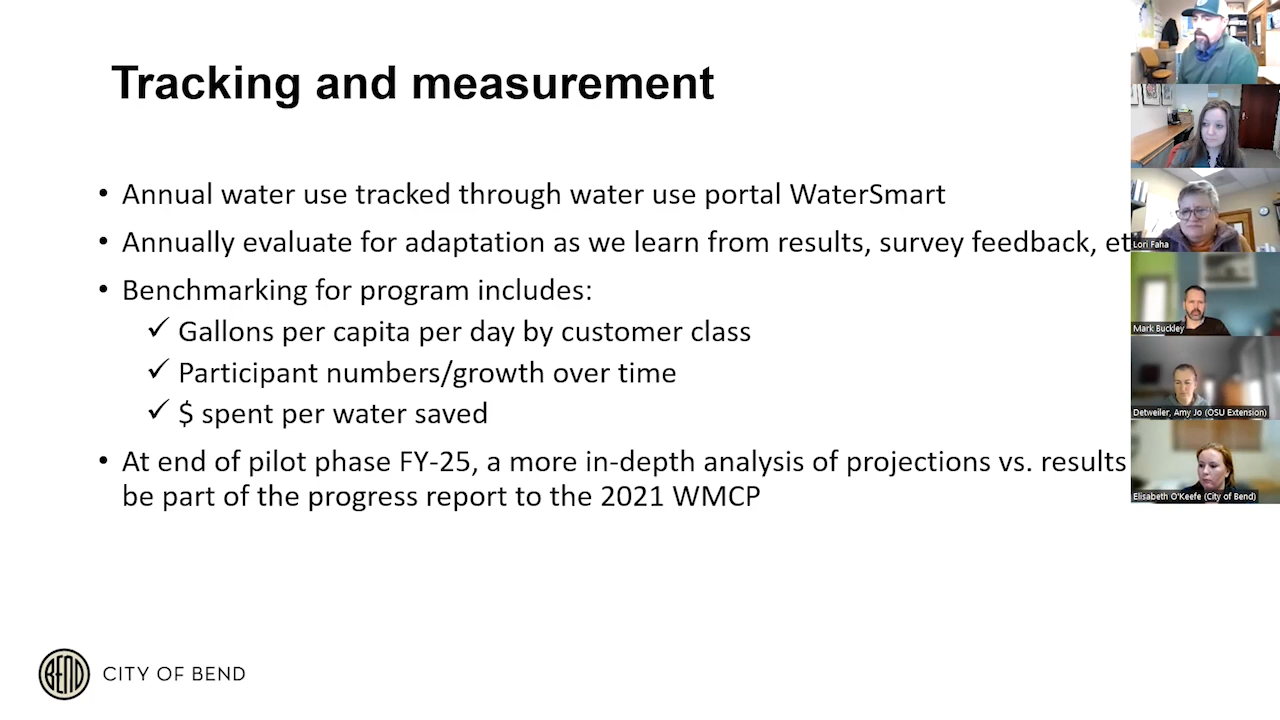 Tracking and measurement
• Annual water use tracked through water use portal WaterSmart
• Annually evaluate for adaptation as we learn from results, survey feedback, et
• Benchmarking for program includes:
✓ Gallons per capita per day by customer class
✓ Participant numbers/growth over time
✓ $ spent per water saved
• At end of pilot phase FY-25, a more in-depth analysis of projections vs. results
be part of the progress report to the 2021 WMCP
BEND
CITY OF BEND
Lori Faha
Mark Buckley
Detweiler, Amy Jo (OSU Extension)
Elisabeth O'Keefe (City of Bend)